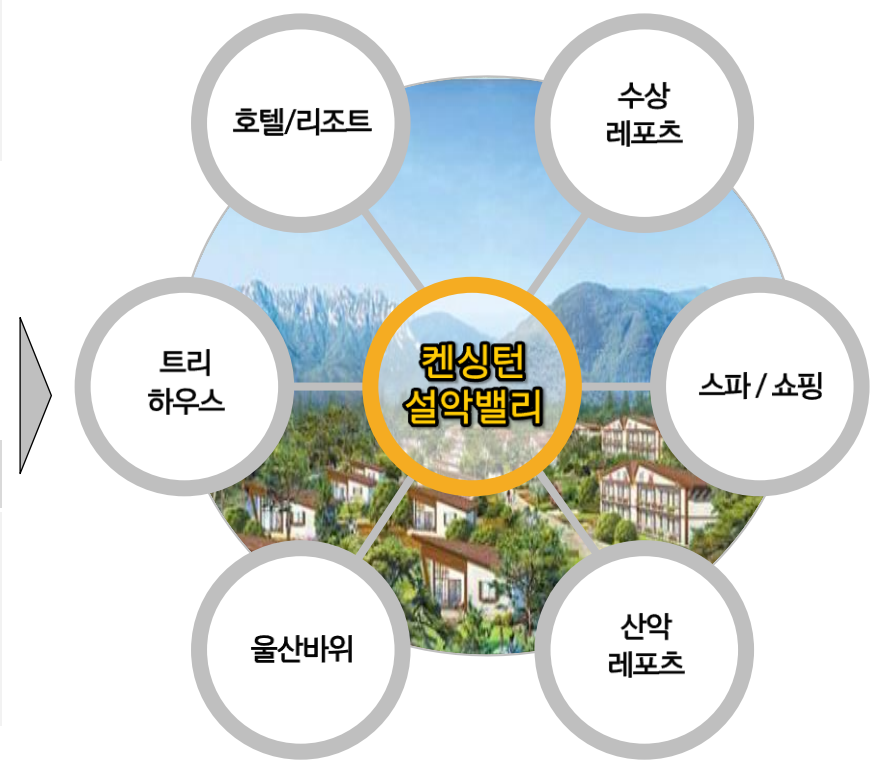 호텔/리조트
수상
레포츠
트리
하우스
켄싱턴
설악밸리
스파 / 쇼핑
울산바위
산악
레포츠